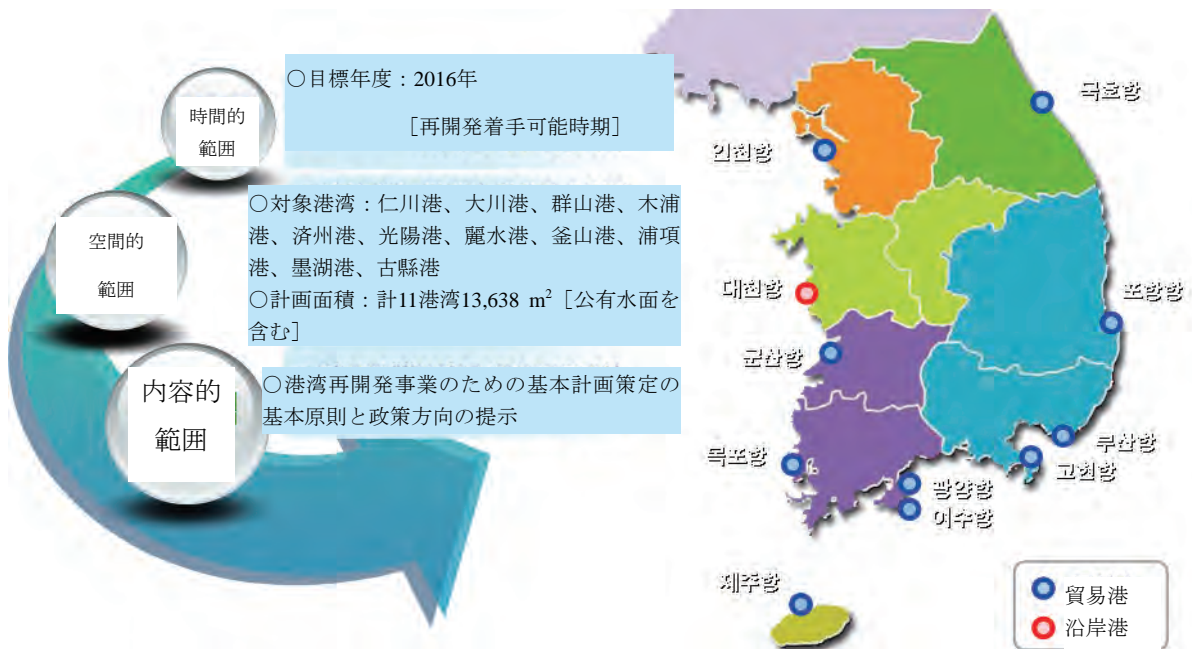 時間的
範囲
○目標年度：2016年
［再開発着手可能時期］
空間的
範囲
○対象港湾：仁川港、大川港、群山港、木浦
港、済州港、光陽港、麗水港、釜山港、浦項
港、墨湖港、古縣港
○計画面積：計11港湾13,638 m²［公有水面を
含む］
内容的
範囲
○港湾再開発事業のための基本計画策定の
基本原則と政策方向の提示
묵호항
인천항
대천항
포항항
군산항
부산항
고현항
목포항
광양항
여수항
제주항
貿易港
沿岸港